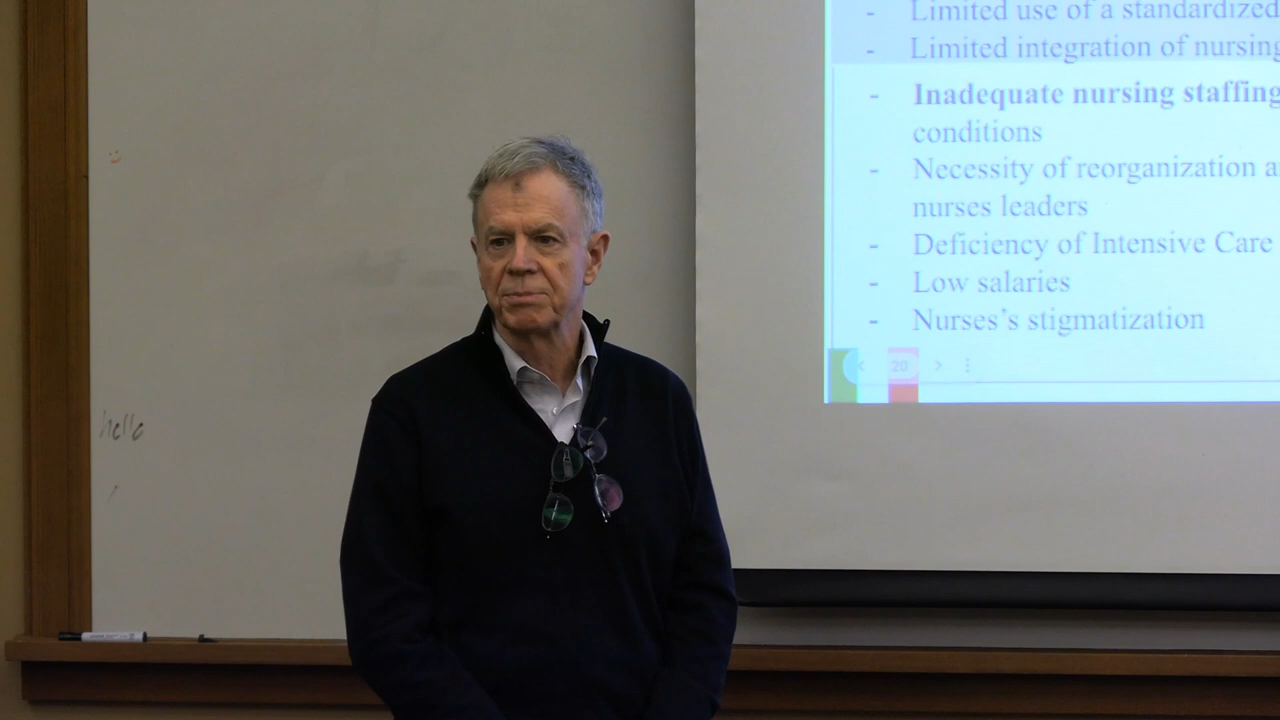 Limited use of a standardized
- Limited integration of nursing
- Inadequate nursing staffing
conditions
- Necessity of reorganization a
nurses leaders
- Deficiency of Intensive Care
- Low salaries
- Nurses's stigmatization
20
hello